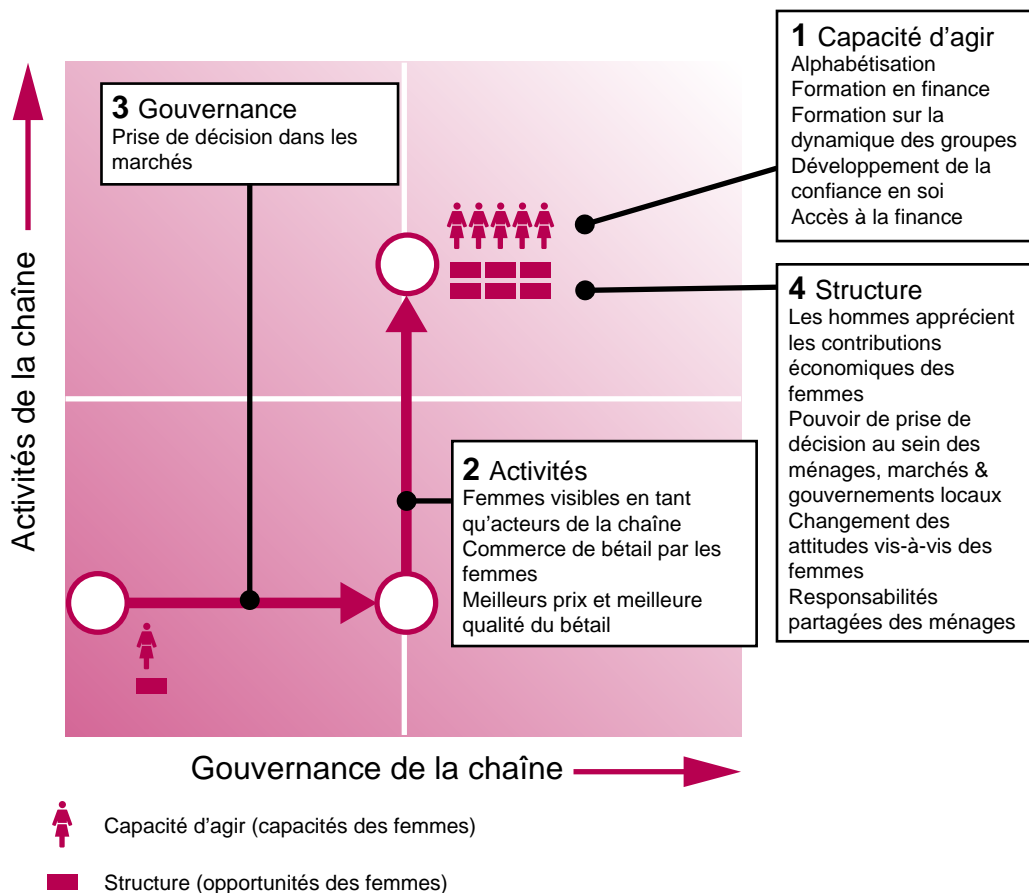 1 Capacité d'agir
Alphabétisation
Formation en finance
Formation sur la
dynamique des groupes
Développement de la
confiance en soi
Accès à la finance
3 Gouvernance
Prise de décision dans les
marchés
4 Structure
Les hommes apprécient
les contributions
économiques des
femmes
Pouvoir de prise de
décision au sein des
ménages, marchés &
gouvernements locaux
Changement des
attitudes vis-à-vis des
femmes
Responsabilités
partagées des ménages
2 Activités
Femmes visibles en tant
qu'acteurs de la chaîne
Commerce de bétail par les
femmes
Meilleurs prix et meilleure
qualité du bétail
Activités de la chaîne
Gouvernance de la chaîne
Capacité d'agir (capacités des femmes)
Structure (opportunités des femmes)